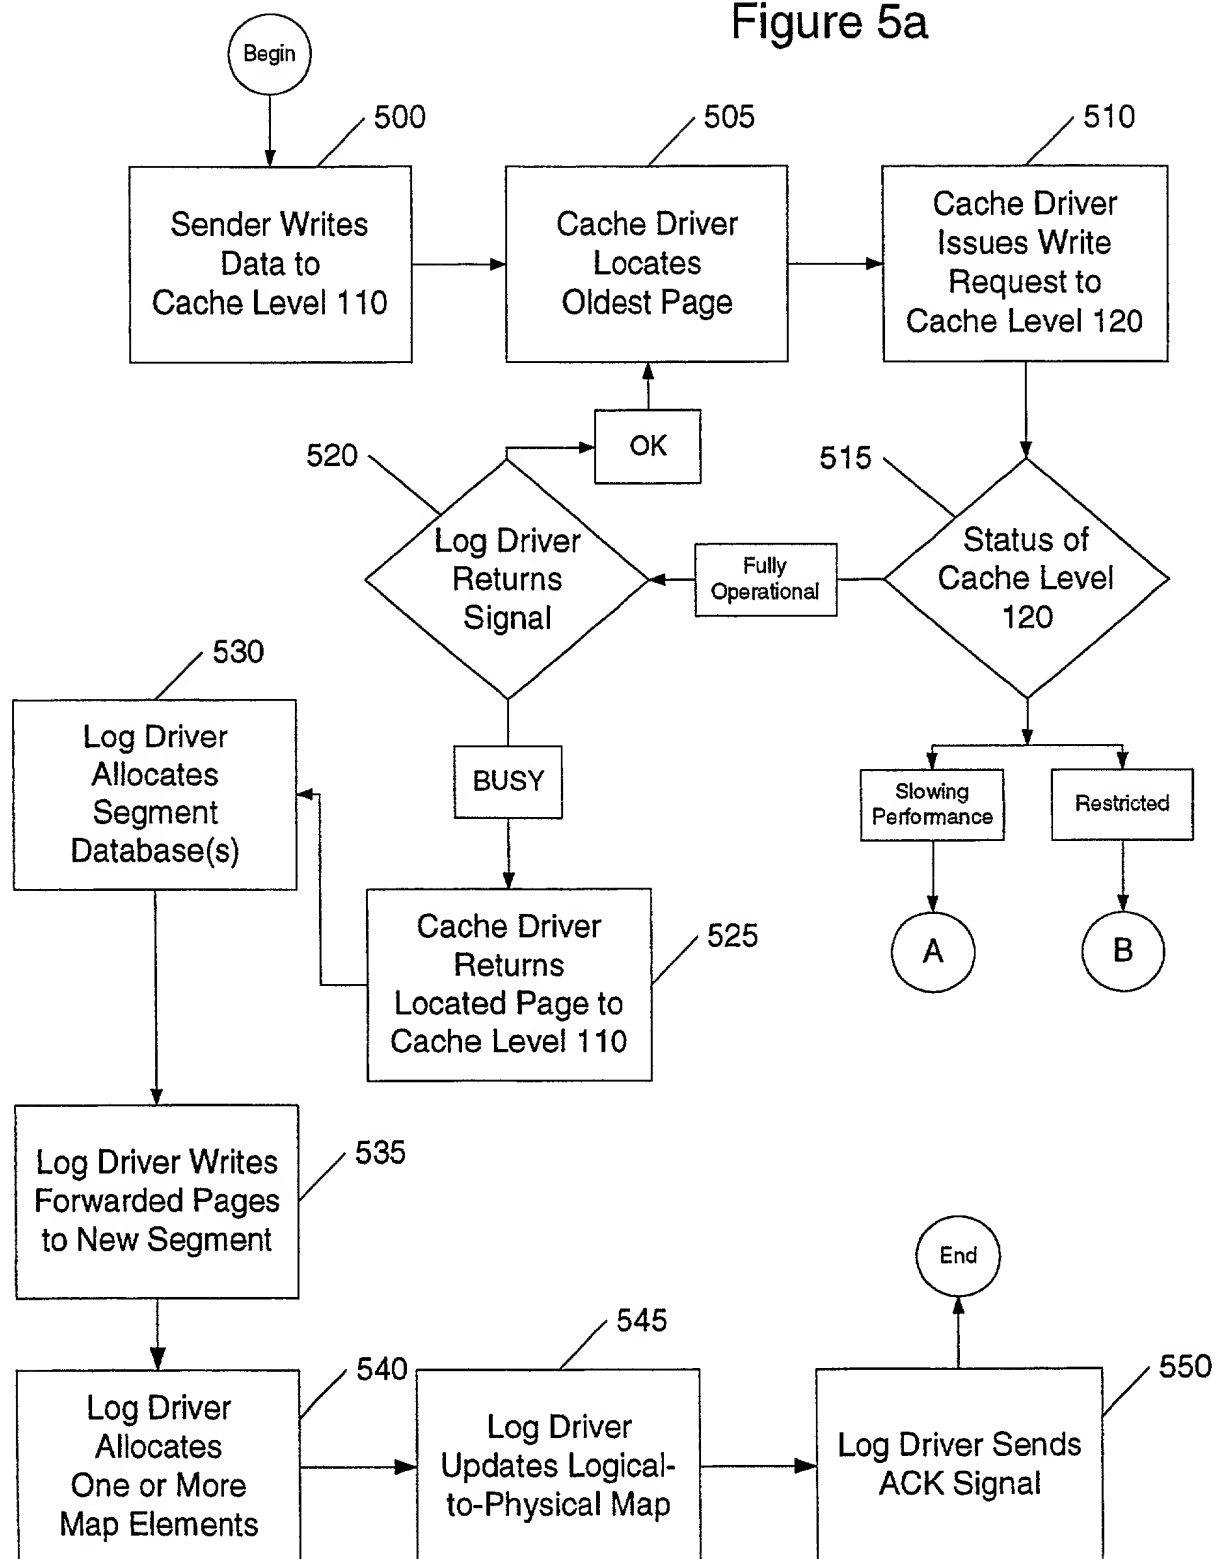 Figure 5a
Begin
500
505
510
Sender Writes
Data to
Cache Level 110
Cache Driver
Locates
Oldest Page
Cache Driver
Issues Write
Request to
Cache Level 120
OK
520
515
Log Driver
Returns
Signal
Fully
Operational
Status of
Cache Level
120
530
Log Driver
Allocates
Segment
Database(s)
BUSY
Slowing
Performance
Restricted
Cache Driver
Returns
Located Page to
Cache Level 110
525
A
B
Log Driver Writes
Forwarded Pages
to New Segment
535
End
540
545
550
Log Driver
Allocates
One or More
Map Elements
Log Driver
Updates Logical-
to-Physical Map
Log Driver Sends
ACK Signal